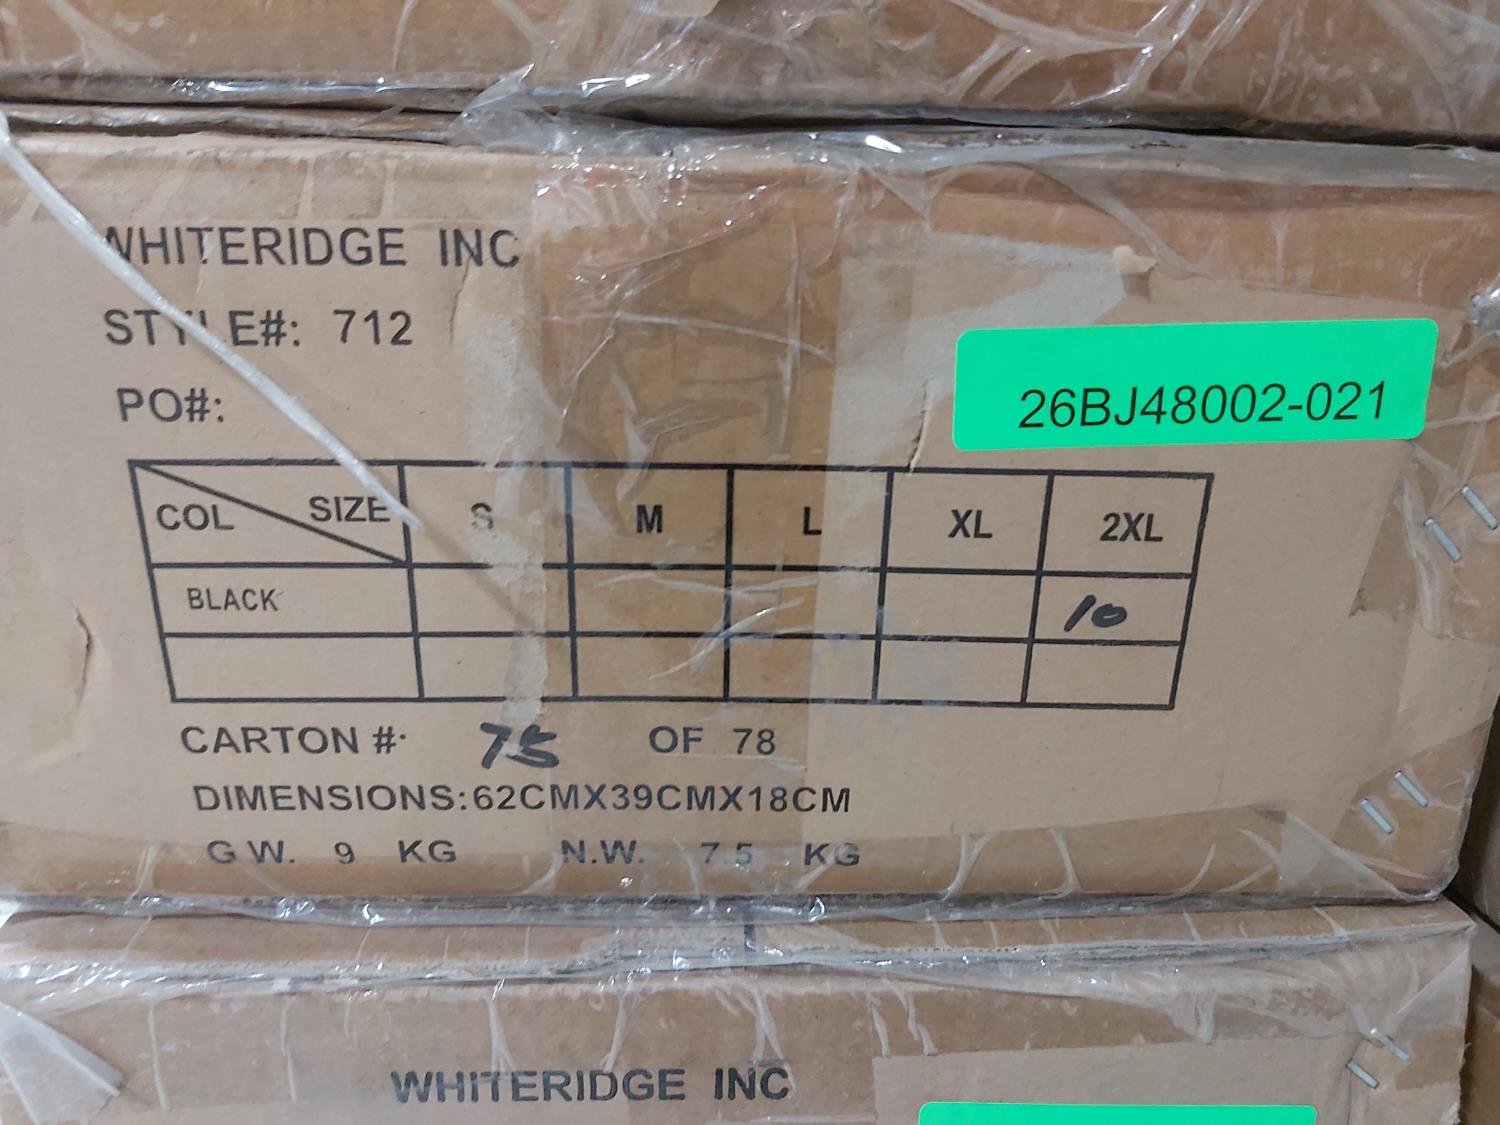 WHITERIDGE INC
STYLE#: 712
PO#:
26BJ48002-021
COL SIZE S M L XL 2XL
BLACK 10
CARTON #: 75 OF 78
DIMENSIONS:62CMX39CMX18CM
G.W. 9 KG N.W. 7.5 KG
WHITERIDGE INC